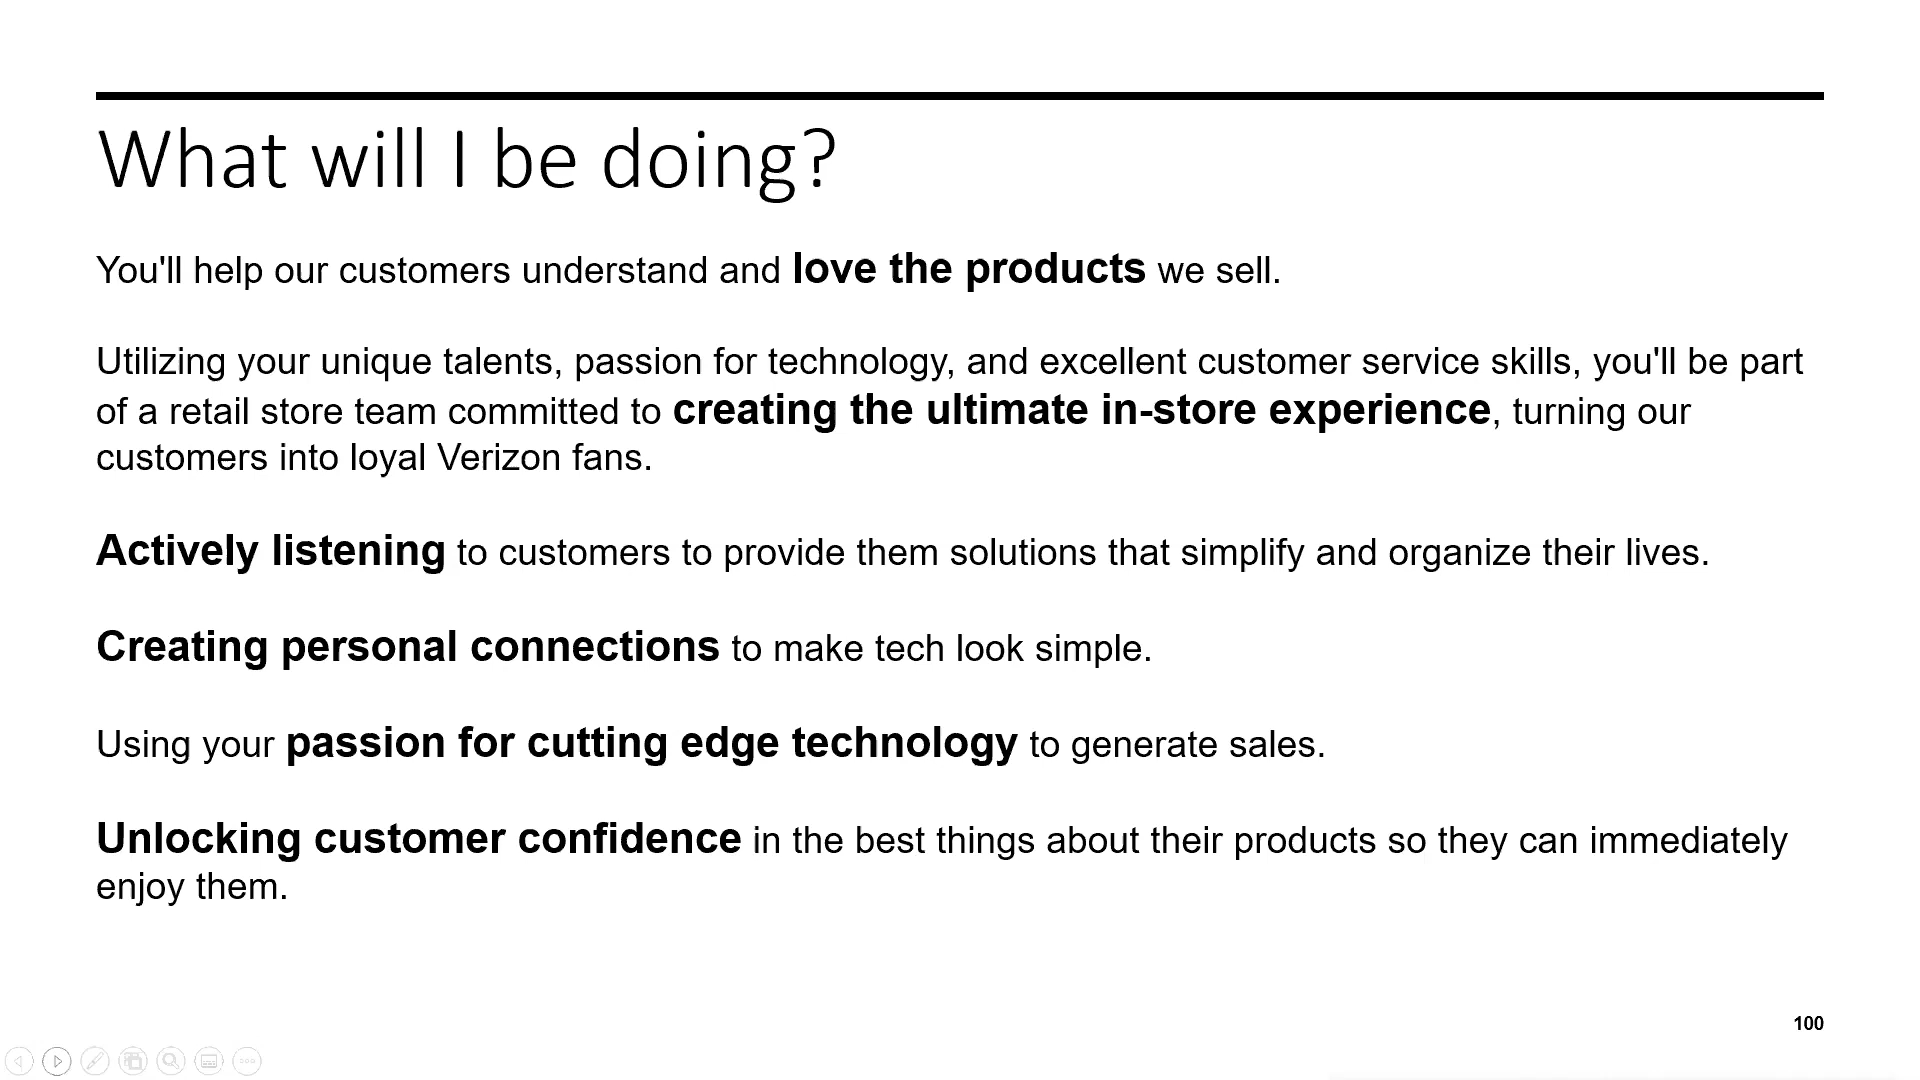 What will I be doing?
You'll help our customers understand and love the products we sell.
Utilizing your unique talents, passion for technology, and excellent customer service skills, you'll be part
of a retail store team committed to creating the ultimate in-store experience, turning our
customers into loyal Verizon fans.
Actively listening to customers to provide them solutions that simplify and organize their lives.
Creating personal connections to make tech look simple.
Using your passion for cutting edge technology to generate sales.
Unlocking customer confidence in the best things about their products so they can immediately
enjoy them.
100